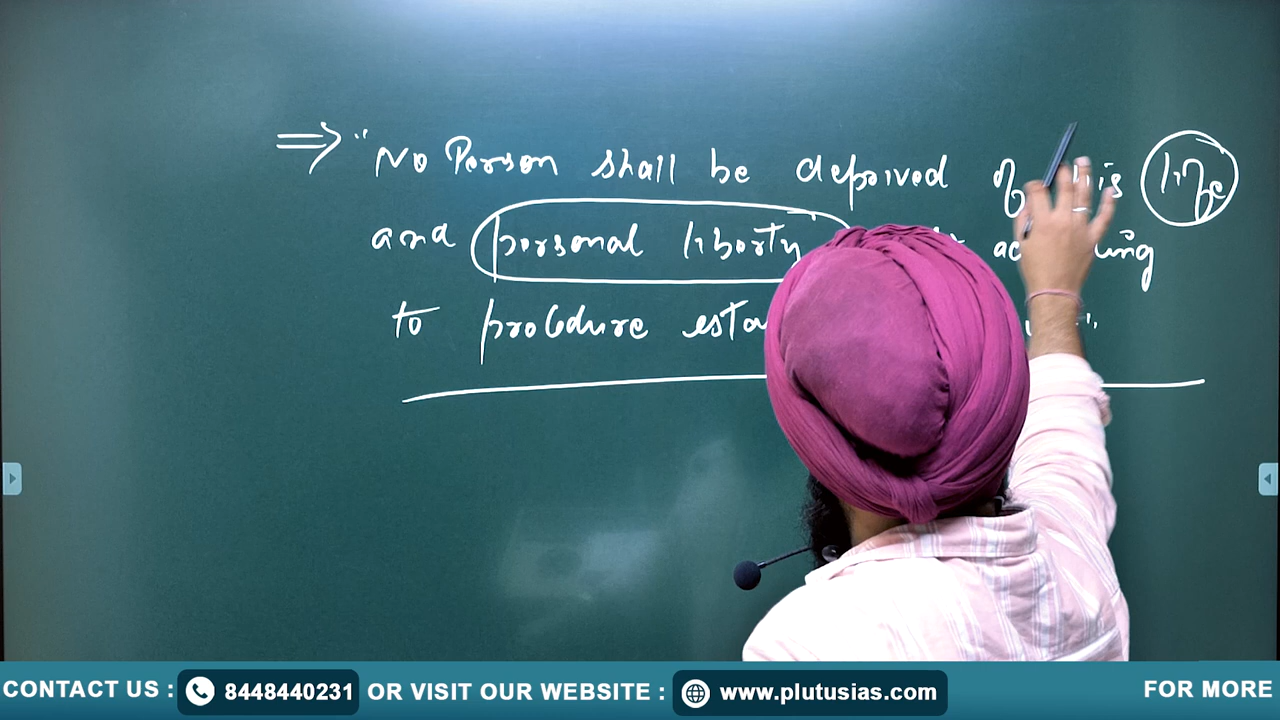 ⇒ "No Person shall be deprived of his life
and personal liberty according
to procedure
CONTACT US : 8448440231 OR VISIT OUR WEBSITE : www.plutusias.com FOR MORE